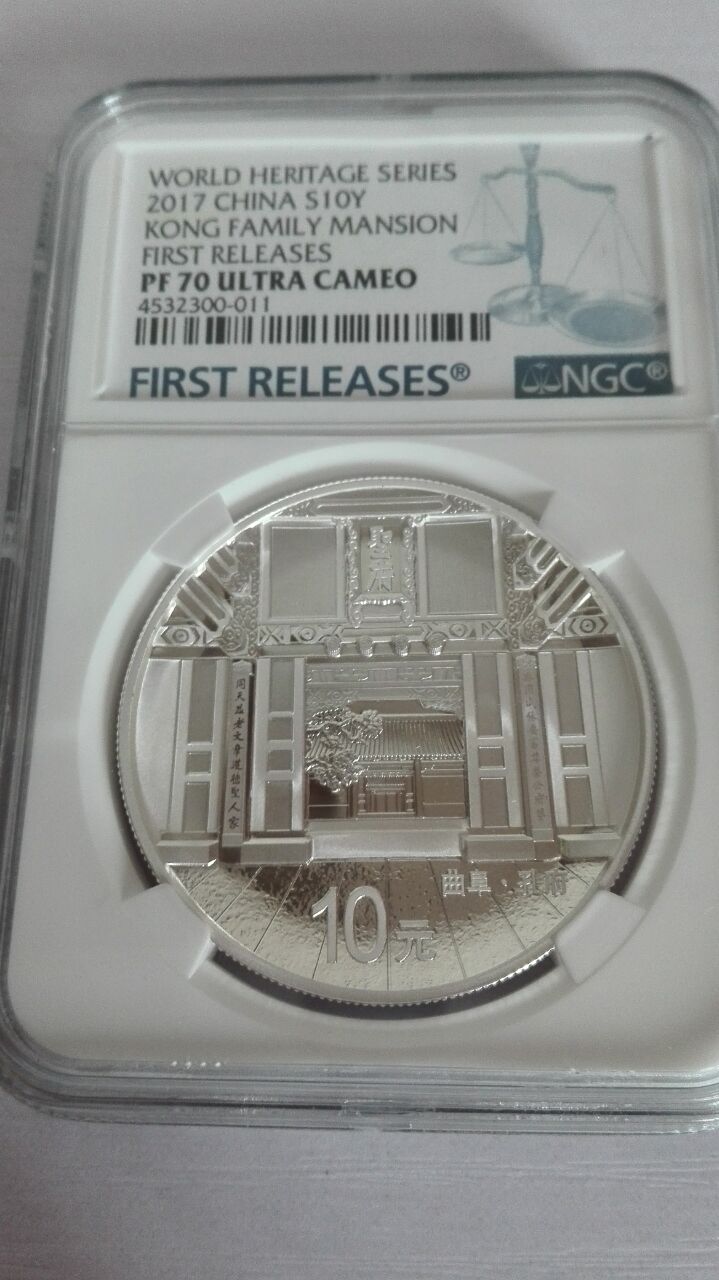 WORLD HERITAGE SERIES
2017 CHINA S10Y
KONG FAMILY MANSION
FIRST RELEASES
PF 70 ULTRA CAMEO
4532300-011
FIRST RELEASES®
NGC®
聖府
同天並老文章道德聖人家
曲阜·孔府
10元